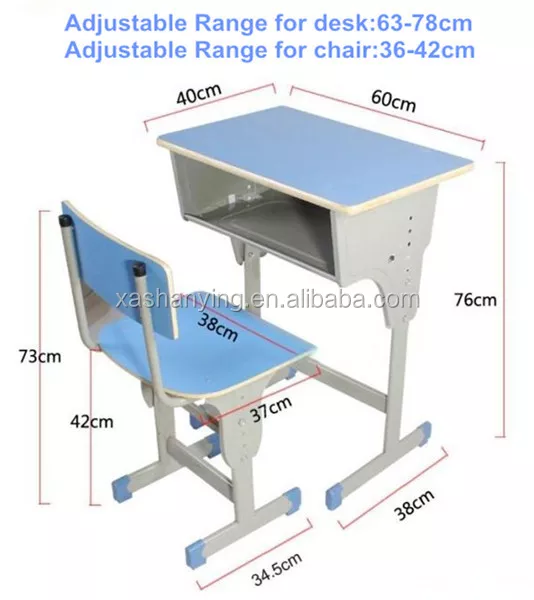 Adjustable Range for desk:63-78cm
Adjustable Range for chair:36-42cm
40cm
60cm
xashanying.en.alibaba.com
76cm
38cm
73cm
37cm
42cm
38cm
34.5cm